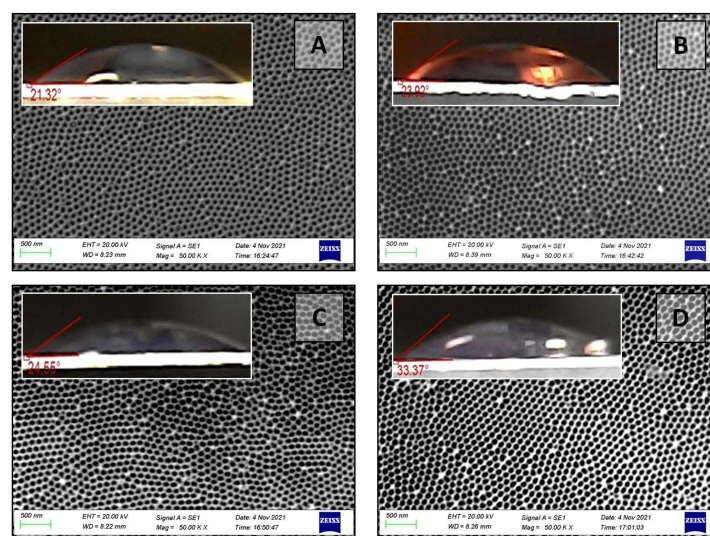 A
21.32°
500 nm
EHT = 20.00 kV Signal A = SE1 Date: 4 Nov 2021
WD = 8.23 mm Mag = 50.00 K X Time: 16:24:47
ZEISS
B
23.92°
500 nm
EHT = 20.00 kV Signal A = SE1 Date: 4 Nov 2021
WD = 8.39 mm Mag = 50.00 K X Time: 16:42:42
ZEISS
C
24.55°
500 nm
EHT = 20.00 kV Signal A = SE1 Date: 4 Nov 2021
WD = 8.22 mm Mag = 50.00 K X Time: 16:50:47
ZEISS
D
33.37°
500 nm
EHT = 20.00 kV Signal A = SE1 Date: 4 Nov 2021
WD = 8.26 mm Mag = 50.00 K X Time: 17:01:03
ZEISS